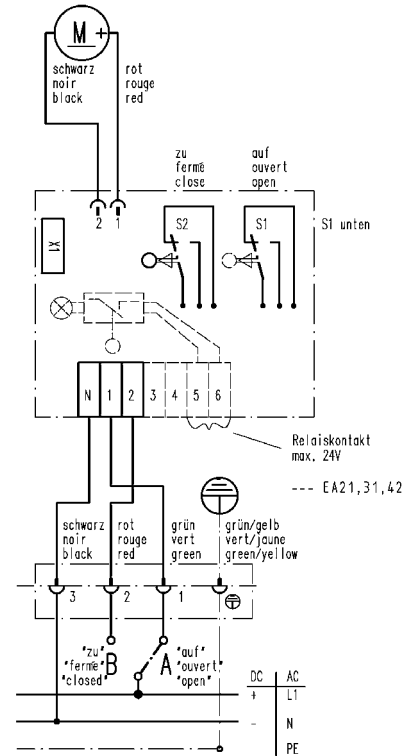 M +
schwarz
noir
black
rot
rouge
red
zu
fermé
close
auf
ouvert
open
2 1
X1
S2
S1
S1 unten
N 1 2 3 4 5 6
Relaiskontakt
max. 24V
--- EA21,31,42
schwarz
noir
black
rot
rouge
red
grün
vert
green
grün/gelb
vert/jaune
green/yellow
3 2 1
"zu"
"fermé"
"closed"
B
A
"auf"
"ouvert"
"open"
DC AC
+ L1
- N
PE